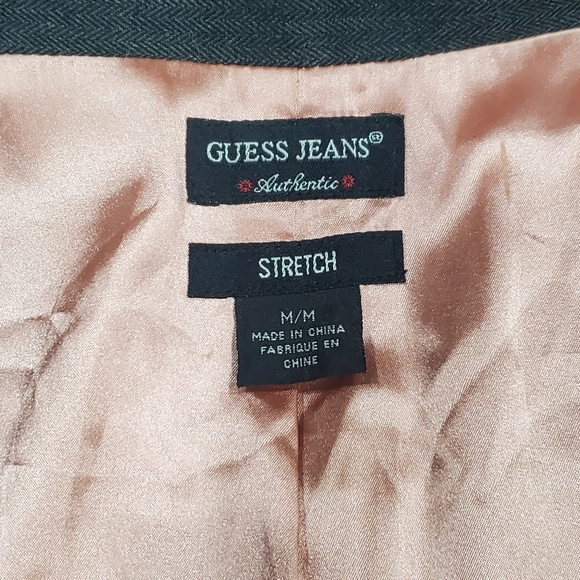 GUESS JEANS®
Authentic
STRETCH
M/M
MADE IN CHINA
FABRIQUE EN
CHINE